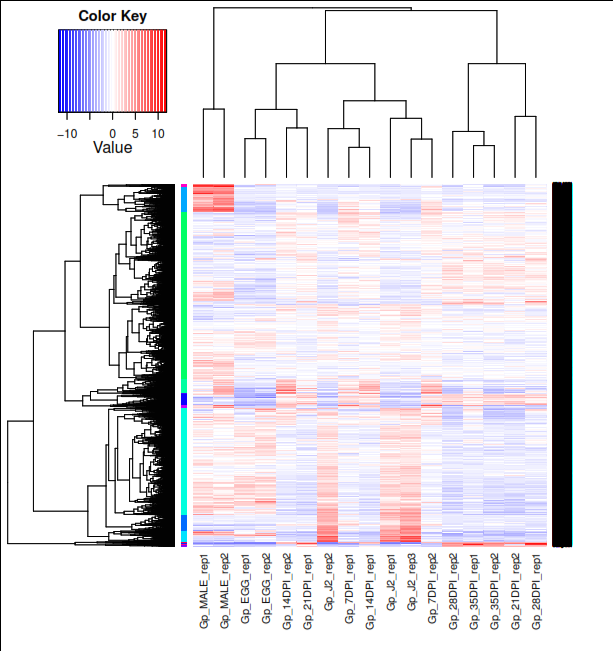 Color Key
−10 0 5 10
Value
Gp_MALE_rep1
Gp_MALE_rep2
Gp_EGG_rep1
Gp_EGG_rep2
Gp_14DPI_rep2
Gp_21DPI_rep1
Gp_J2_rep2
Gp_7DPI_rep1
Gp_14DPI_rep1
Gp_J2_rep1
Gp_J2_rep3
Gp_7DPI_rep2
Gp_28DPI_rep2
Gp_35DPI_rep1
Gp_35DPI_rep2
Gp_21DPI_rep2
Gp_28DPI_rep1